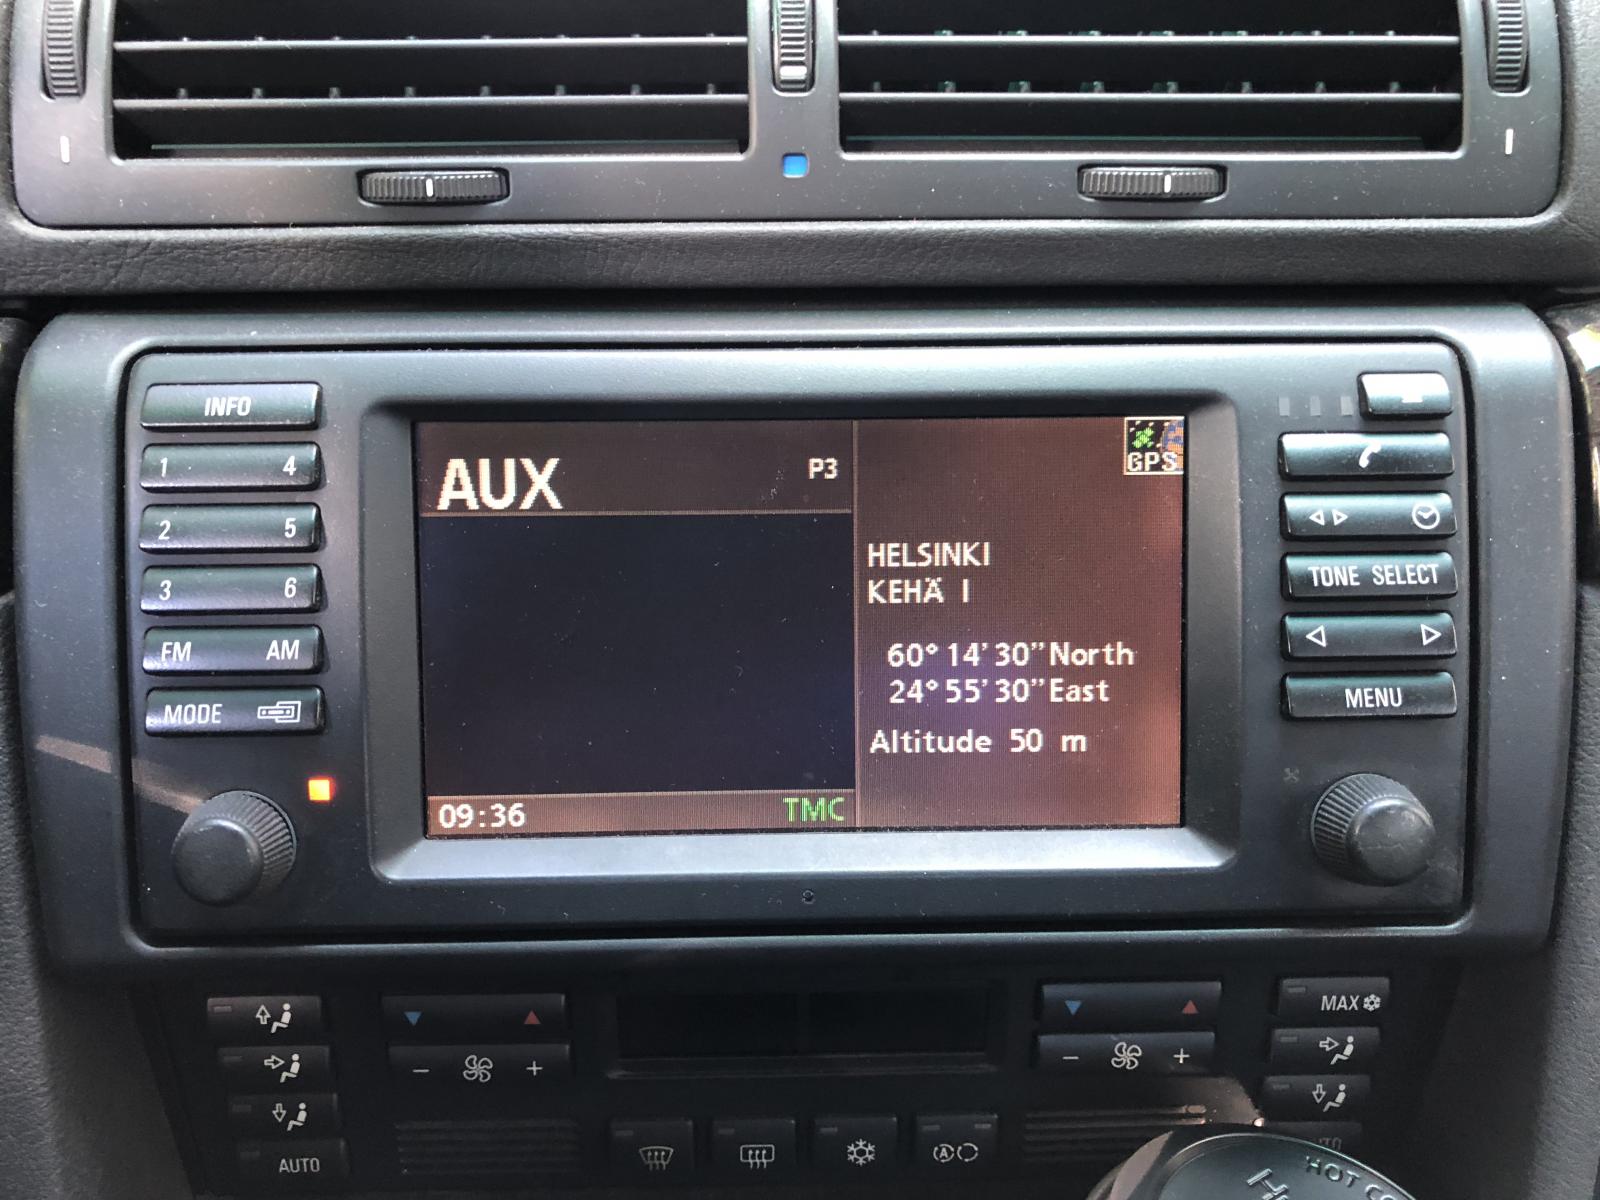 INFO
1 4
2 5
3 6
FM AM
MODE
AUX P3
GPS
HELSINKI
KEHÄ I
60° 14' 30" North
24° 55' 30" East
Altitude 50 m
09:36 TMC
TONE SELECT
MENU
MAX
- +
- +
AUTO
A
HOT